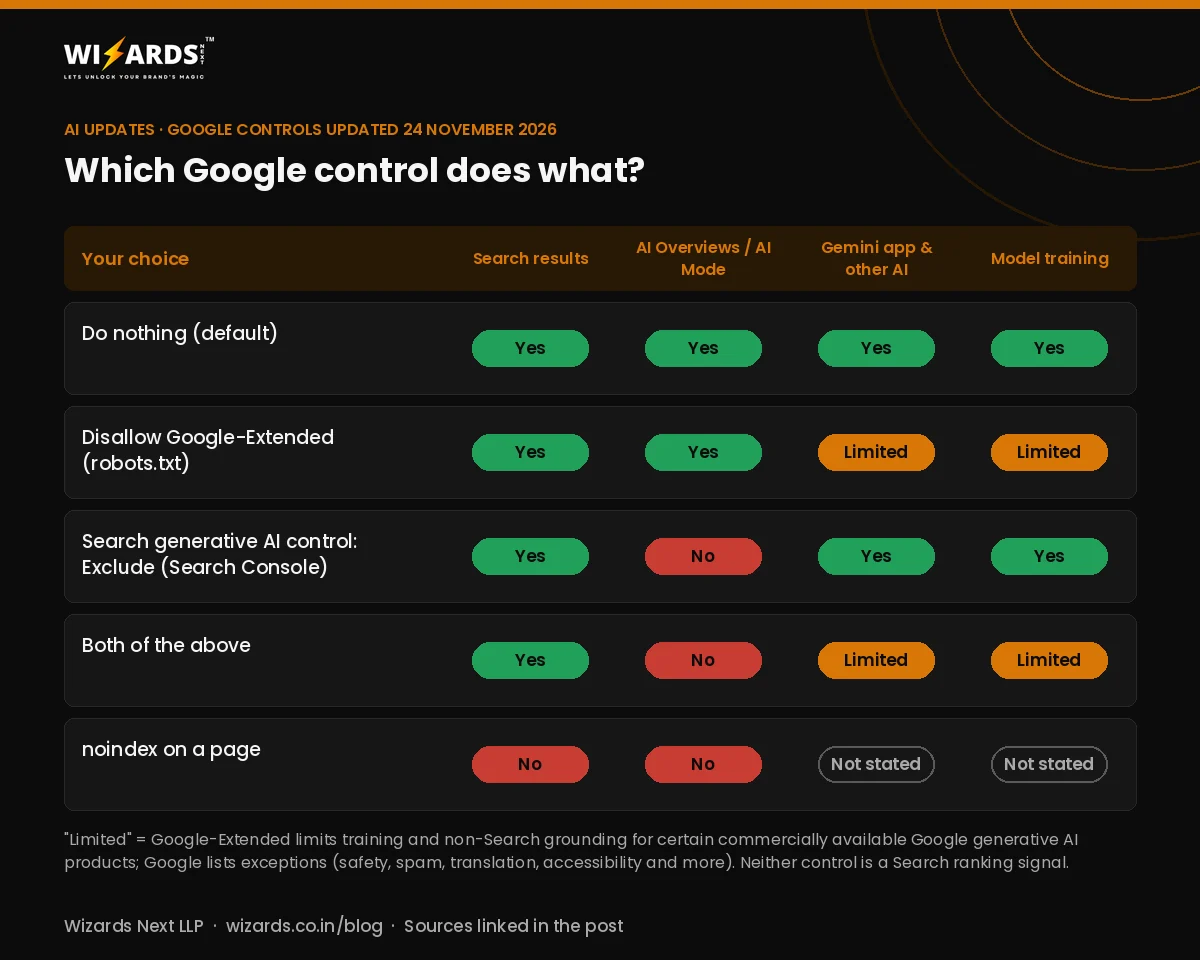 WIZARDS NEXT ™
LETS UNLOCK YOUR BRAND'S MAGIC
AI UPDATES · GOOGLE CONTROLS UPDATED 24 NOVEMBER 2026
Which Google control does what?
Your choice
Search results
AI Overviews / AI
Mode
Gemini app &
other AI
Model training
Do nothing (default)
Yes
Yes
Yes
Yes
Disallow Google-Extended
(robots.txt)
Yes
Yes
Limited
Limited
Search generative AI control:
Exclude (Search Console)
Yes
No
Yes
Yes
Both of the above
Yes
No
Limited
Limited
noindex on a page
No
No
Not stated
Not stated
"Limited" = Google-Extended limits training and non-Search grounding for certain commercially available Google generative AI
products; Google lists exceptions (safety, spam, translation, accessibility and more). Neither control is a Search ranking signal.
Wizards Next LLP · wizards.co.in/blog · Sources linked in the post